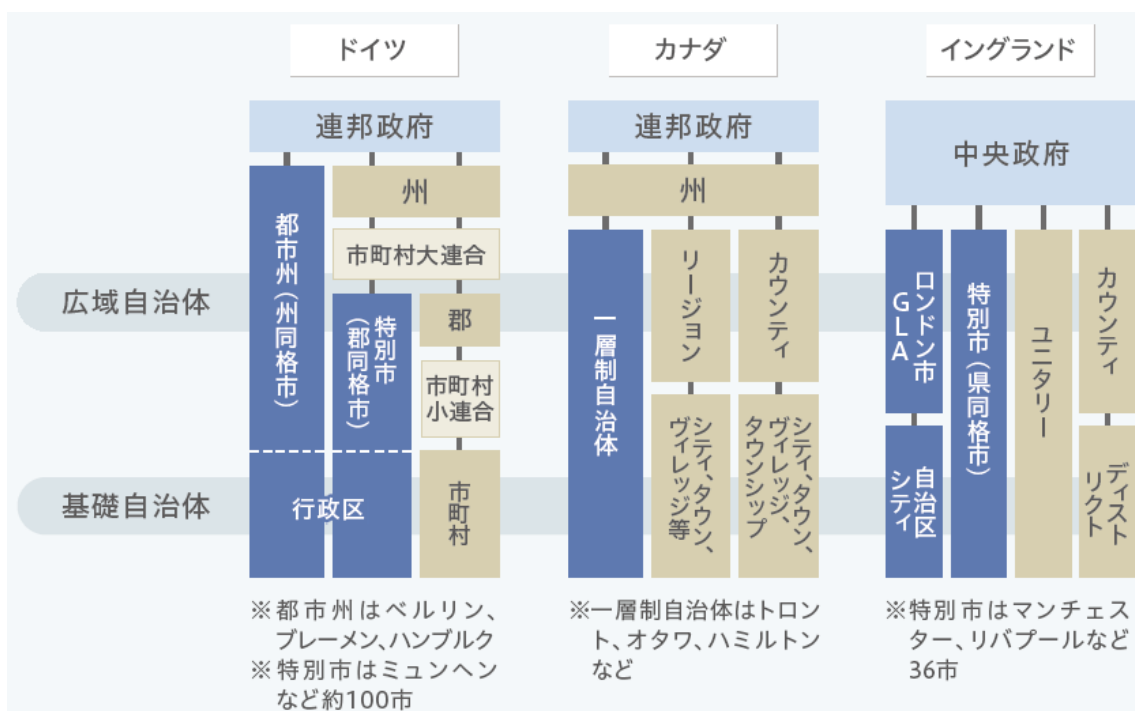 ドイツ
カナダ
イングランド
連邦政府
連邦政府
中央政府
州
州
広域自治体
基礎自治体
都市州(州同格市)
市町村大連合
特別市
(郡同格市)
郡
市町村
小連合
行政区
市町村
一層制自治体
リージョン
シティ、タウン、
ヴィレッジ等
カウンティ
シティ、タウン、
ヴィレッジ、
タウンシップ
ロンドン市
GLA
自治区
シティ
特別市(県同格市)
ユニタリー
カウンティ
ディスト
リクト
※都市州はベルリン、
ブレーメン、ハンブルク
※特別市はミュンヘン
など約100市
※一層制自治体はトロン
ト、オタワ、ハミルトン
など
※特別市はマンチェス
ター、リバプールなど
36市